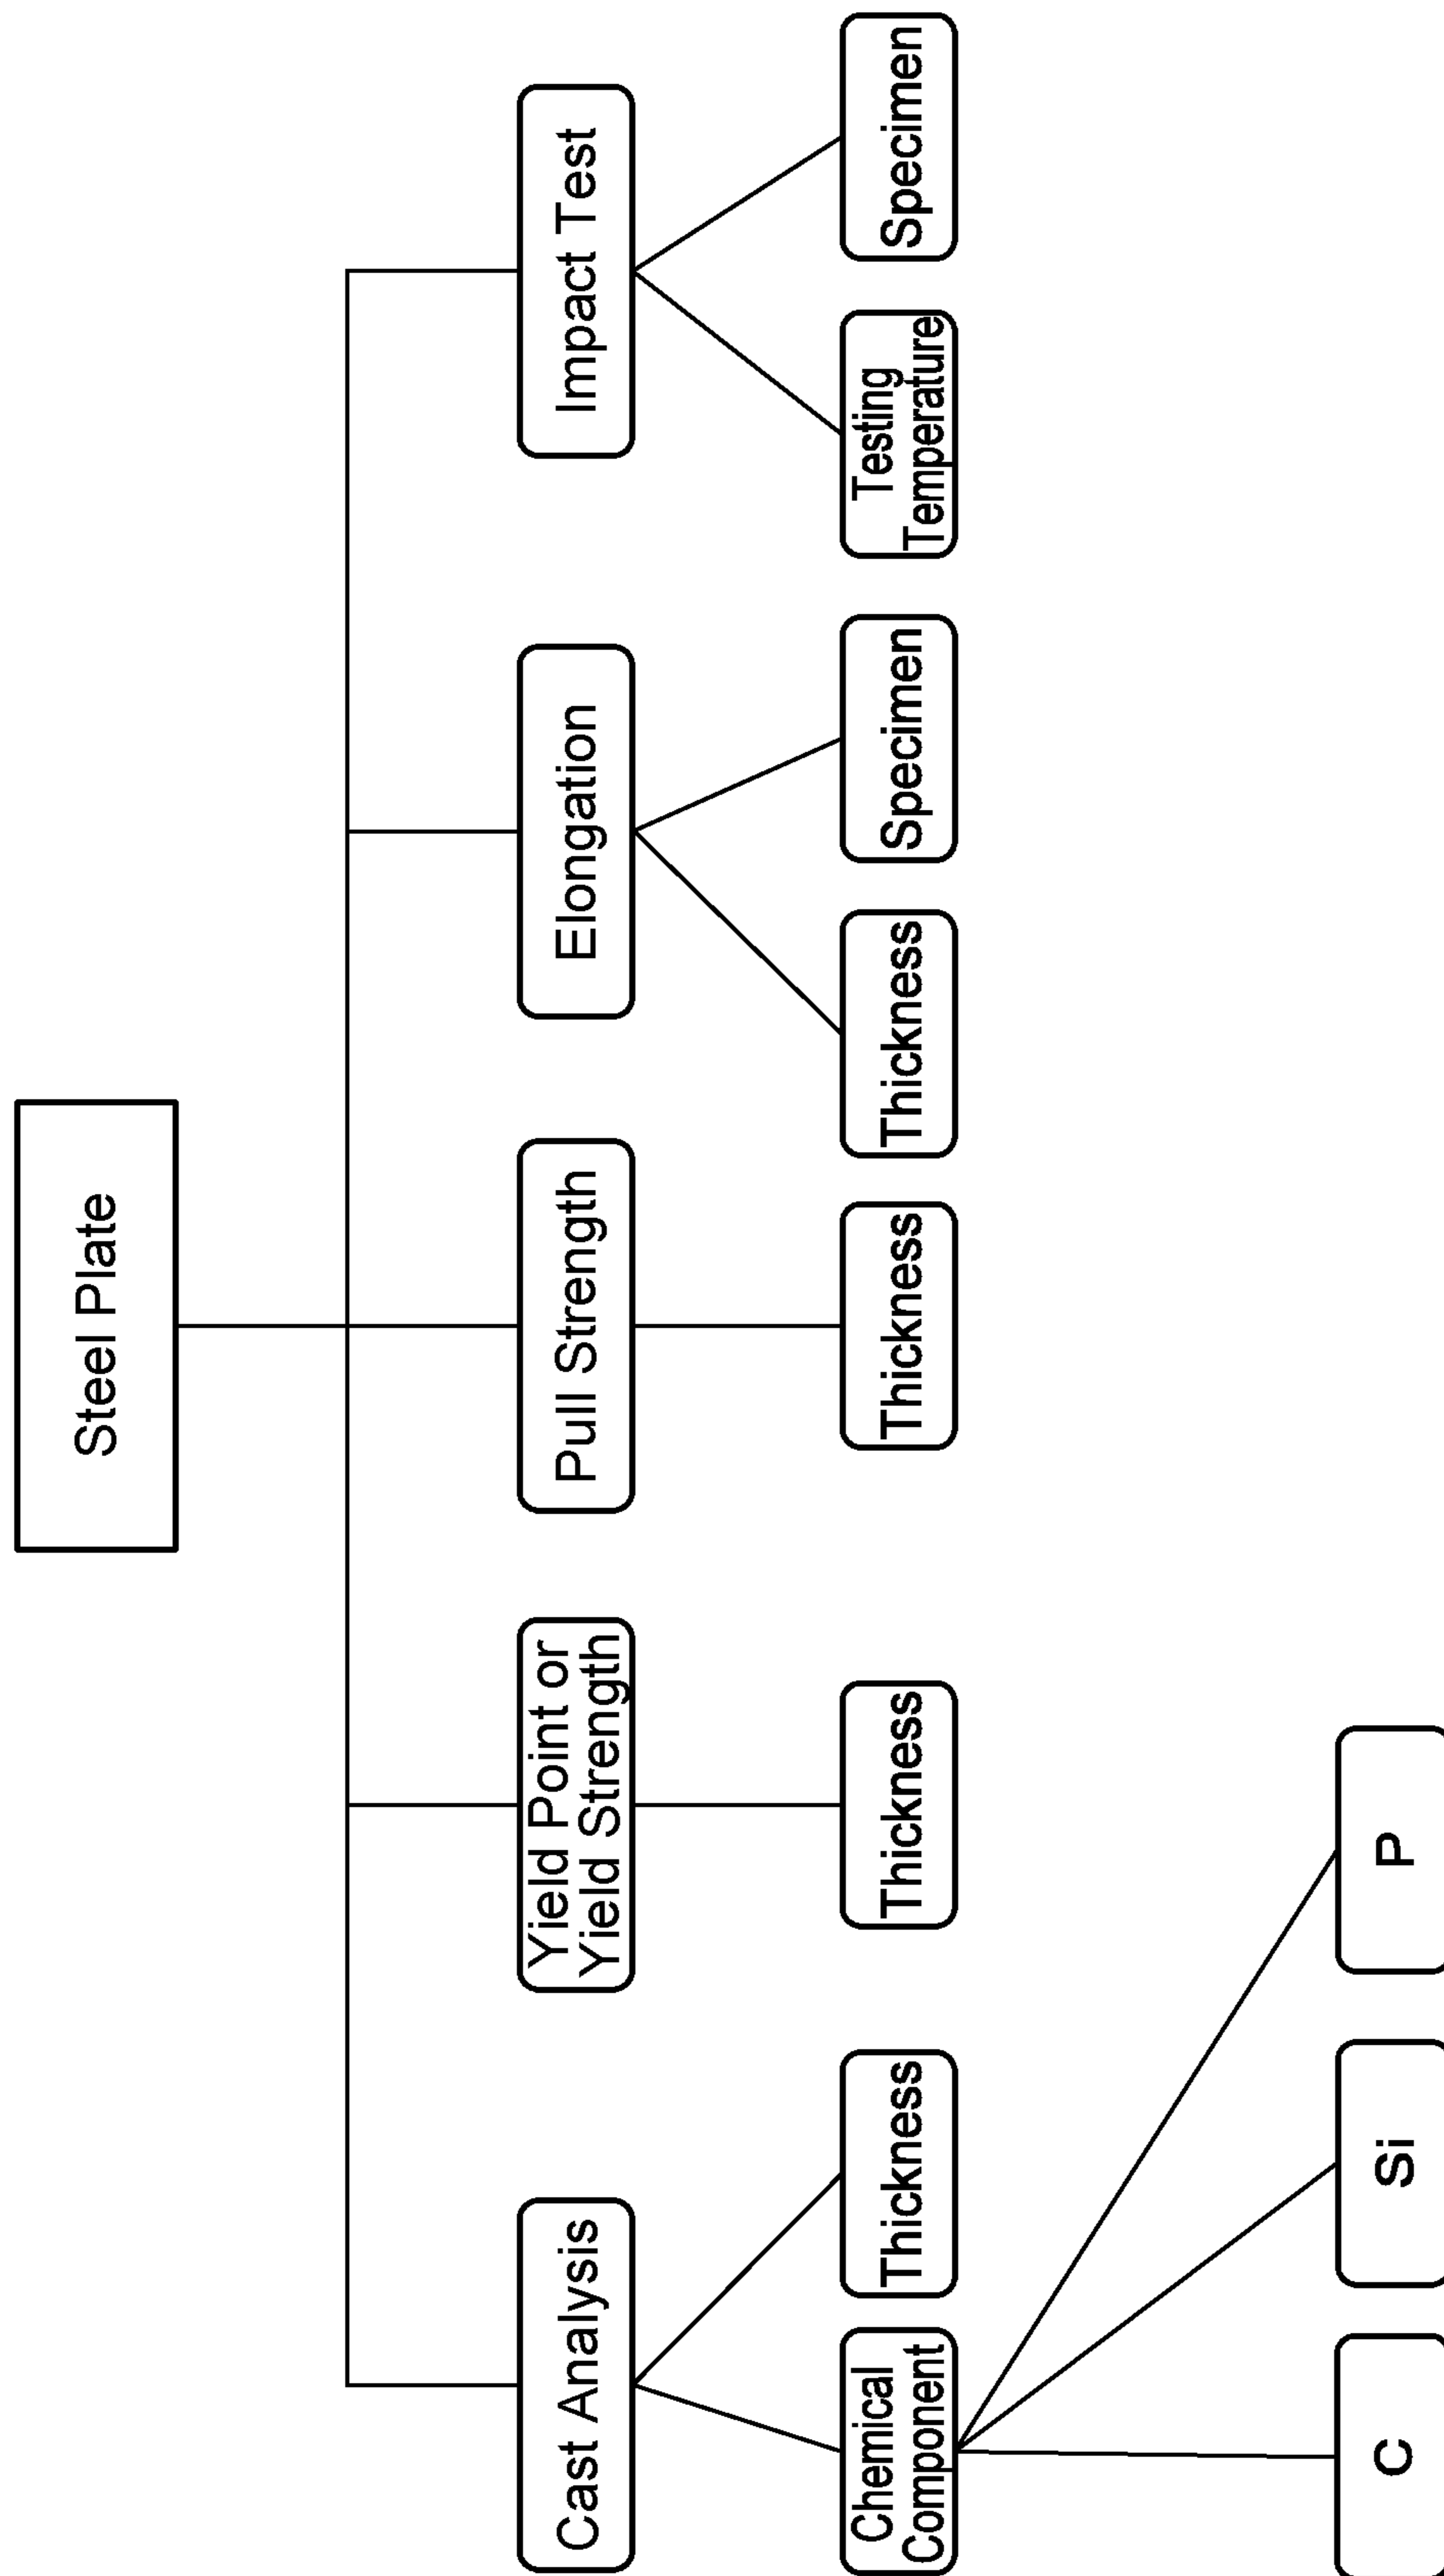 Steel Plate
Cast Analysis
Yield Point or
Yield Strength
Pull Strength
Elongation
Impact Test
Chemical
Component
Thickness
Thickness
Thickness
Thickness
Specimen
Testing
Temperature
Specimen
C
Si
P